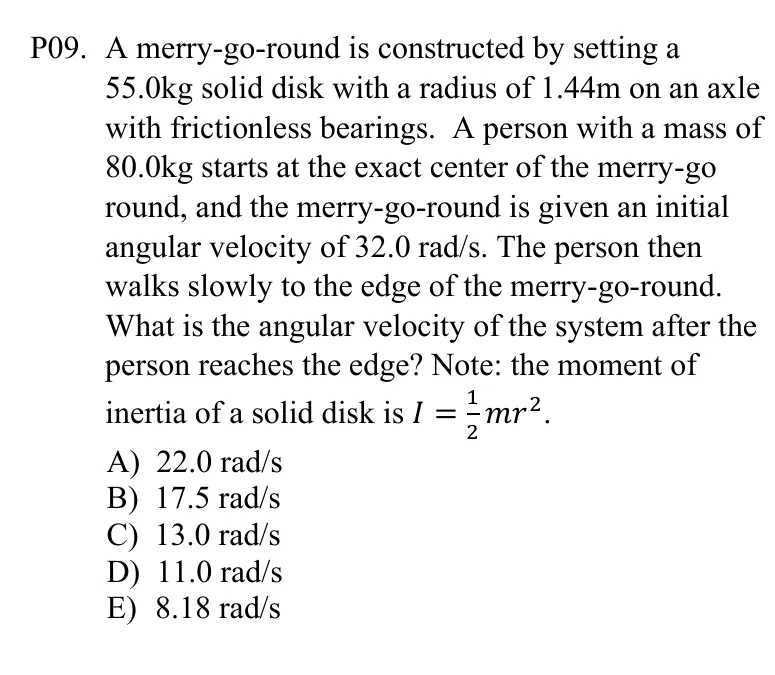 P09. A merry-go-round is constructed by setting a
55.0kg solid disk with a radius of 1.44m on an axle
with frictionless bearings. A person with a mass of
80.0kg starts at the exact center of the merry-go
round, and the merry-go-round is given an initial
angular velocity of 32.0 rad/s. The person then
walks slowly to the edge of the merry-go-round.
What is the angular velocity of the system after the
person reaches the edge? Note: the moment of
inertia of a solid disk is I = \frac{1}{2}mr².
A) 22.0 rad/s
B) 17.5 rad/s
C) 13.0 rad/s
D) 11.0 rad/s
E) 8.18 rad/s